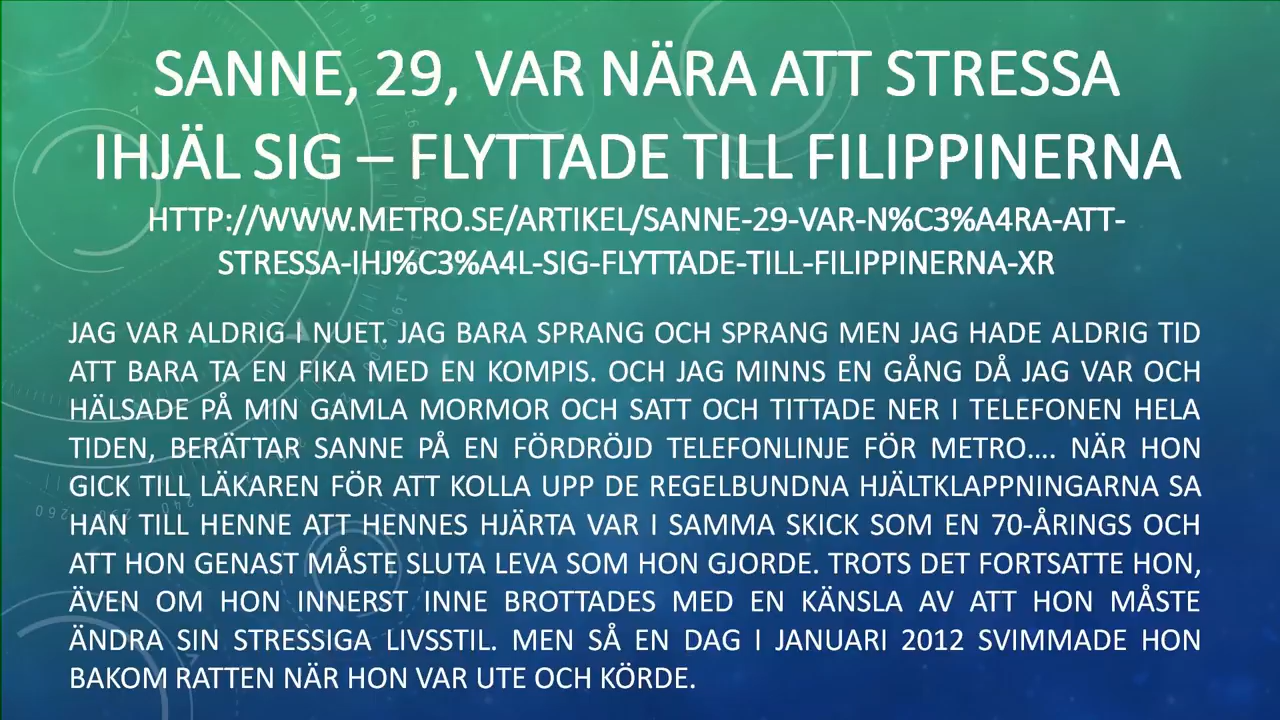 SANNE, 29, VAR NÄRA ATT STRESSA
IHJÄL SIG – FLYTTADE TILL FILIPPINERNA
HTTP://WWW.METRO.SE/ARTIKEL/SANNE-29-VAR-N%C3%A4RA-ATT-
STRESSA-IHJ%C3%A4L-SIG-FLYTTADE-TILL-FILIPPINERNA-XR
JAG VAR ALDRIG I NUET. JAG BARA SPRANG OCH SPRANG MEN JAG HADE ALDRIG TID
ATT BARA TA EN FIKA MED EN KOMPIS. OCH JAG MINNS EN GÅNG DÅ JAG VAR OCH
HÄLSADE PÅ MIN GAMLA MORMOR OCH SATT OCH TITTADE NER I TELEFONEN HELA
TIDEN, BERÄTTAR SANNE PÅ EN FÖRDRÖJD TELEFONLINJE FÖR METRO…. NÄR HON
GICK TILL LÄKAREN FÖR ATT KOLLA UPP DE REGELBUNDNA HJÄLTKLAPPNINGARNA SA
HAN TILL HENNE ATT HENNES HJÄRTA VAR I SAMMA SKICK SOM EN 70-ÅRINGS OCH
ATT HON GENAST MÅSTE SLUTA LEVA SOM HON GJORDE. TROTS DET FORTSATTE HON,
ÄVEN OM HON INNERST INNE BROTTADES MED EN KÄNSLA AV ATT HON MÅSTE
ÄNDRA SIN STRESSIGA LIVSSTIL. MEN SÅ EN DAG I JANUARI 2012 SVIMMADE HON
BAKOM RATTEN NÄR HON VAR UTE OCH KÖRDE.